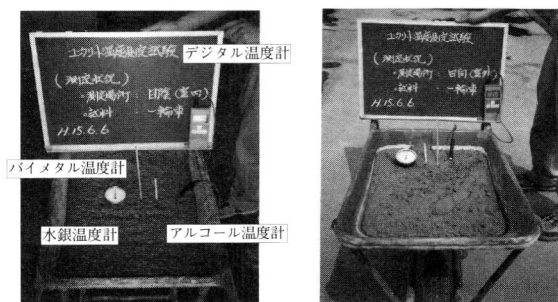 コンクリート温度測定試験
デジタル温度計
(測定状況)
・測定場所 : 日陰(室内)
・試料 : 一輪車
H.15.6.6
バイメタル温度計
水銀温度計
アルコール温度計
コンクリート温度測定試験
(測定状況)
・測定場所 : 日向(室外)
・試料 : 一輪車
H.15.6.6